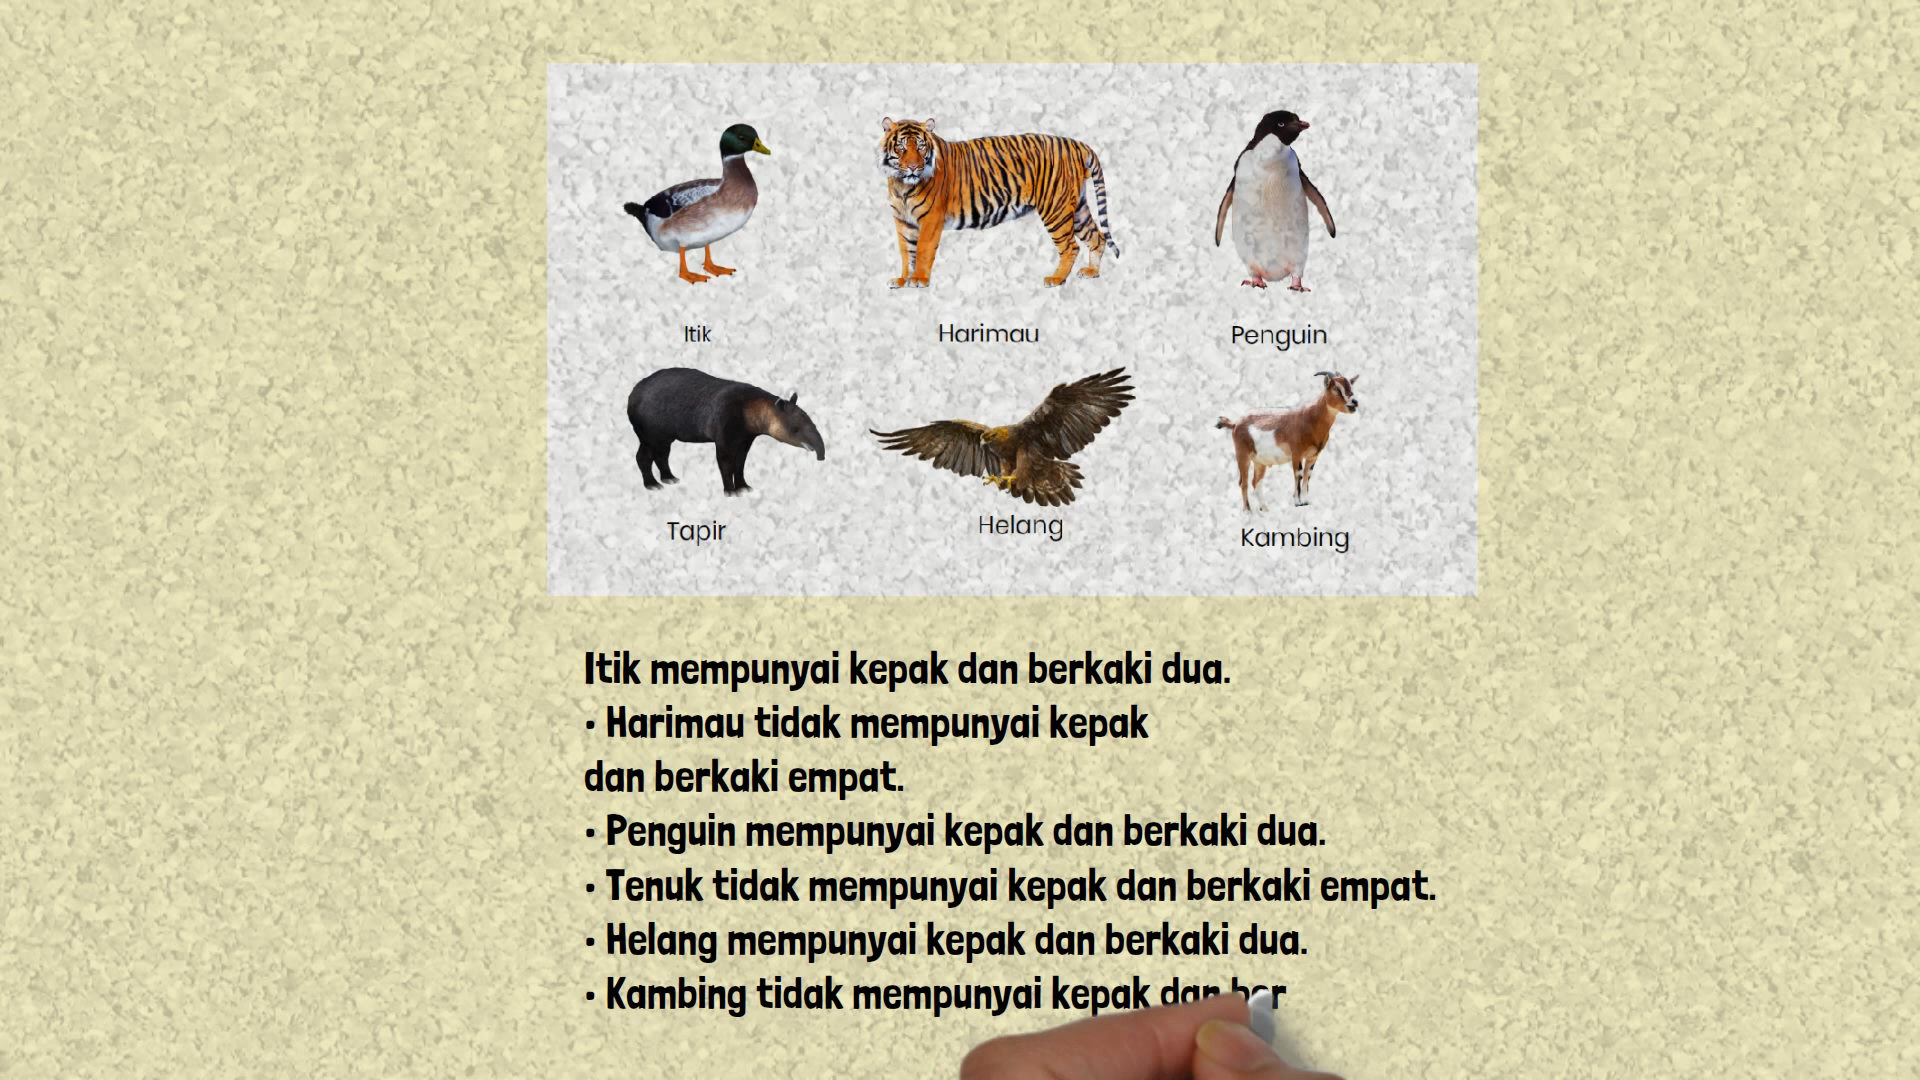 Itik
Harimau
Penguin
Tapir
Helang
Kambing
Itik mempunyai kepak dan berkaki dua.
• Harimau tidak mempunyai kepak
dan berkaki empat.
• Penguin mempunyai kepak dan berkaki dua.
• Tenuk tidak mempunyai kepak dan berkaki empat.
• Helang mempunyai kepak dan berkaki dua.
• Kambing tidak mempunyai kepak dan ber